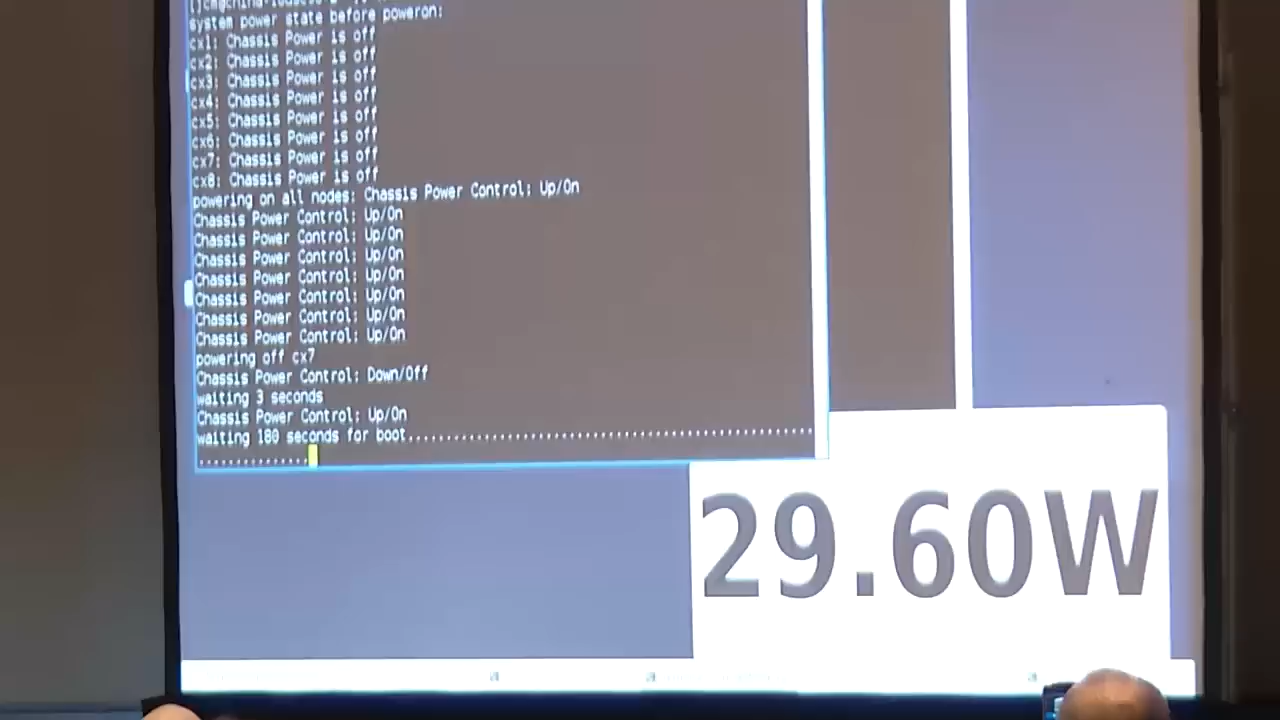 system power state before poweron:
cx1: Chassis Power is off
cx2: Chassis Power is off
cx3: Chassis Power is off
cx4: Chassis Power is off
cx5: Chassis Power is off
cx6: Chassis Power is off
cx7: Chassis Power is off
cx8: Chassis Power is off
powering on all nodes: Chassis Power Control: Up/On
Chassis Power Control: Up/On
Chassis Power Control: Up/On
Chassis Power Control: Up/On
Chassis Power Control: Up/On
Chassis Power Control: Up/On
Chassis Power Control: Up/On
Chassis Power Control: Up/On
powering off cx7
Chassis Power Control: Down/Off
waiting 3 seconds
Chassis Power Control: Up/On
waiting 180 seconds for boot.................................................
..............
29.60W